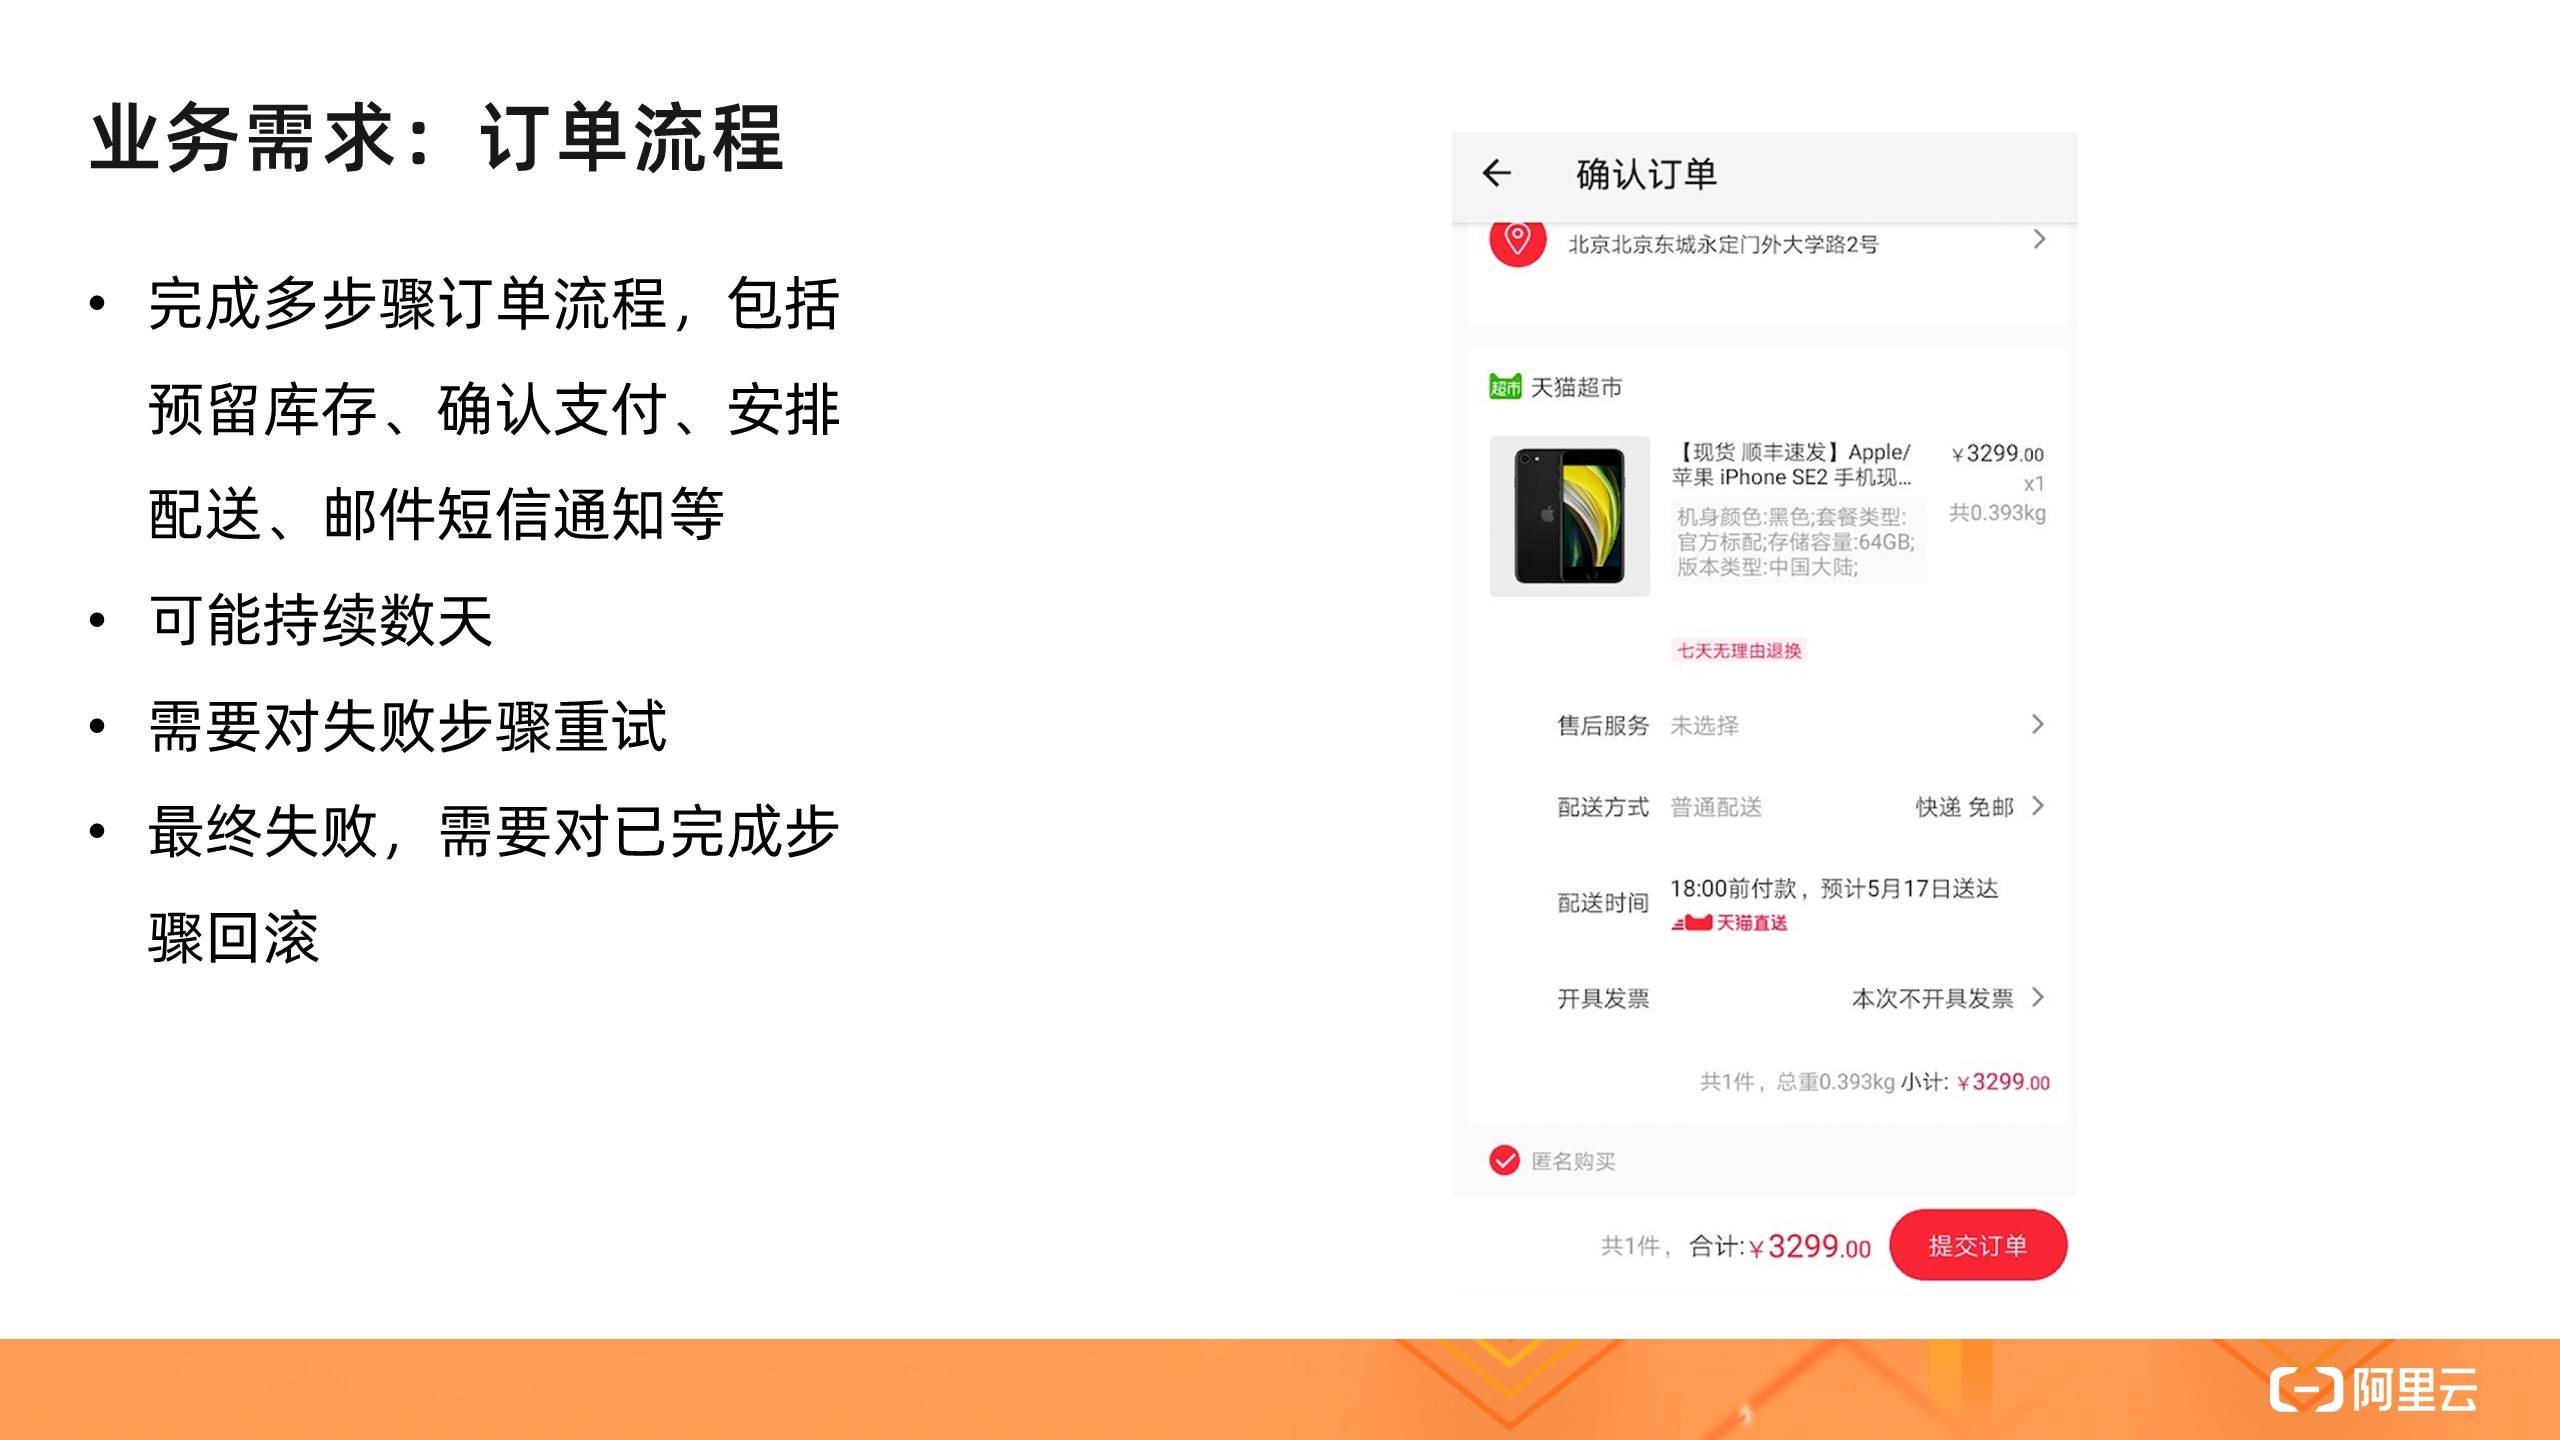 业务需求：订单流程
• 完成多步骤订单流程，包括
预留库存、确认支付、安排
配送、邮件短信通知等
• 可能持续数天
• 需要对失败步骤重试
• 最终失败，需要对已完成步
骤回滚
确认订单
北京北京东城永定门外大学路2号
超市 天猫超市
【现货 顺丰速发】Apple/
苹果 iPhone SE2 手机现...
¥3299.00
x1
共0.393kg
机身颜色:黑色;套餐类型:
官方标配;存储容量:64GB;
版本类型:中国大陆;
七天无理由退换
售后服务 未选择
配送方式 普通配送 快递 免邮
配送时间 18:00前付款，预计5月17日送达
天猫直送
开具发票 本次不开具发票
共1件，总重0.393kg 小计: ¥3299.00
匿名购买
共1件，合计:¥3299.00 提交订单
阿里云